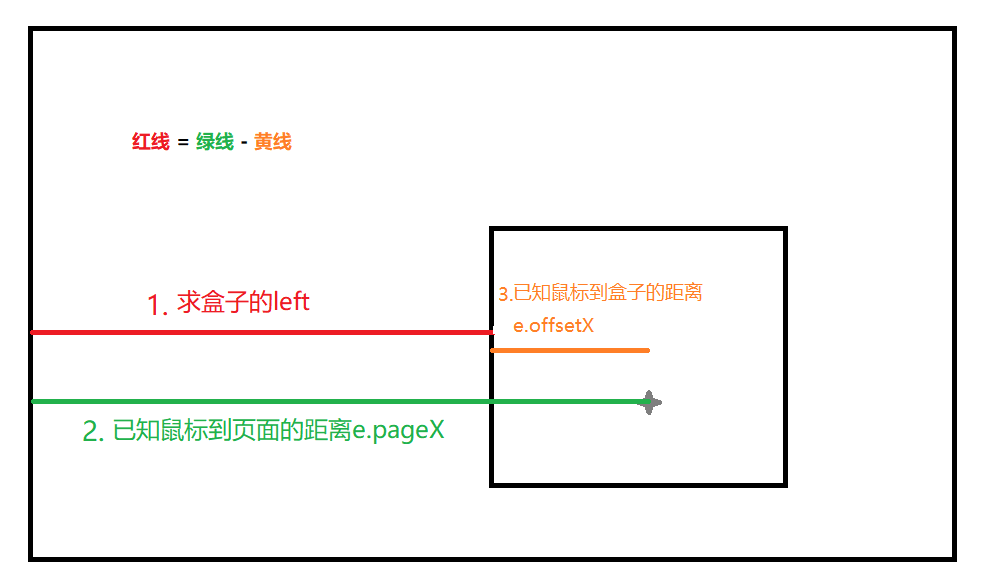 红线 = 绿线 - 黄线
1. 求盒子的left
3.已知鼠标到盒子的距离
e.offsetX
2. 已知鼠标到页面的距离e.pageX